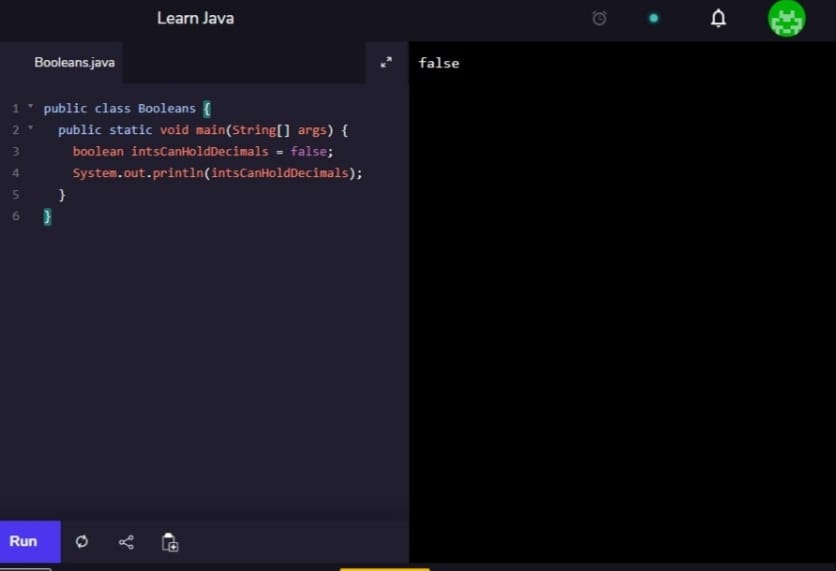 Learn Java
Booleans.java
false
1 public class Booleans {
2 public static void main(String[] args) {
3 boolean intsCanHoldDecimals = false;
4 System.out.println(intsCanHoldDecimals);
5 }
6 }
Run